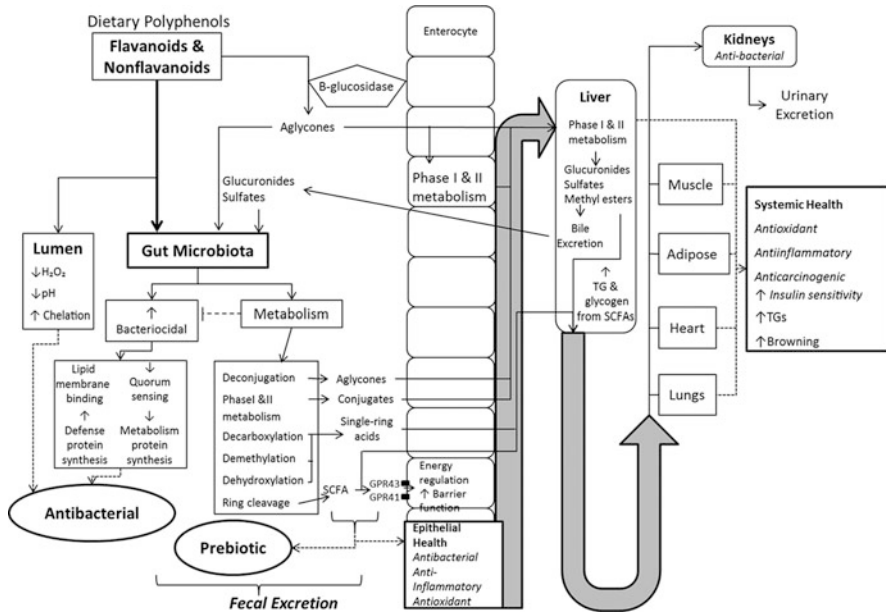 Dietary Polyphenols
Flavanoids &
Nonflavanoids
B-glucosidase
Aglycones
Glucuronides
Sulfates
Lumen
↓H₂O₂
↓pH
↑ Chelation
Gut Microbiota
↑
Bacteriocidal
Metabolism
Lipid
membrane
binding
↑
Defense
protein
synthesis
↓
Quorum
sensing
↓
Metabolism
protein
synthesis
Antibacterial
Deconjugation
PhaseI &II
metabolism
Decarboxylation
Demethylation
Dehydroxylation
Ring cleavage
Aglycones
Conjugates
Single-ring
acids
SCFA
GPR43
GPR41
Prebiotic
Fecal Excretion
Enterocyte
Phase I & II
metabolism
Energy
regulation
↑ Barrier
function
Epithelial
Health
Antibacterial
Anti-
Inflammatory
Antioxidant
Liver
Phase I & II
metabolism
Glucuronides
Sulfates
Methyl esters
Bile
Excretion
↑
TG &
glycogen
from SCFAs
Kidneys
Anti-bacterial
Urinary
Excretion
Muscle
Adipose
Heart
Lungs
Systemic Health
Antioxidant
Antiinflammatory
Anticarcinogenic
↑ Insulin sensitivity
↑TGs
↑Browning